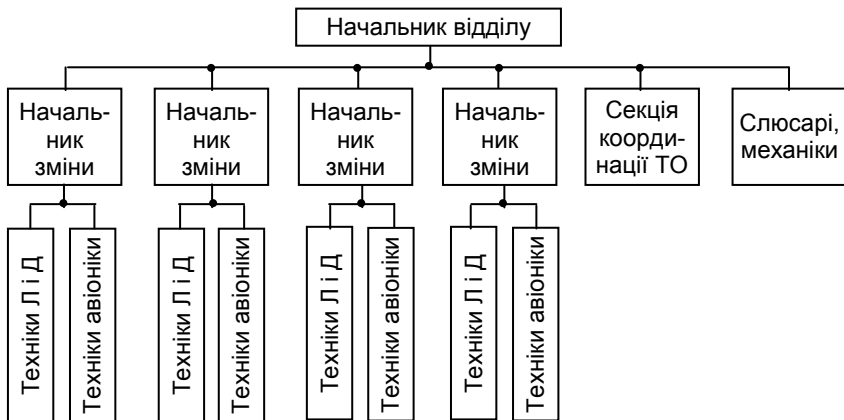 Начальник відділу
Началь-
ник
зміни
Началь-
ник
зміни
Началь-
ник
зміни
Началь-
ник
зміни
Секція
коорди-
нації ТО
Слюсарі,
механіки
Техніки Л і Д
Техніки авіоніки
Техніки Л і Д
Техніки авіоніки
Техніки Л і Д
Техніки авіоніки
Техніки Л і Д
Техніки авіоніки